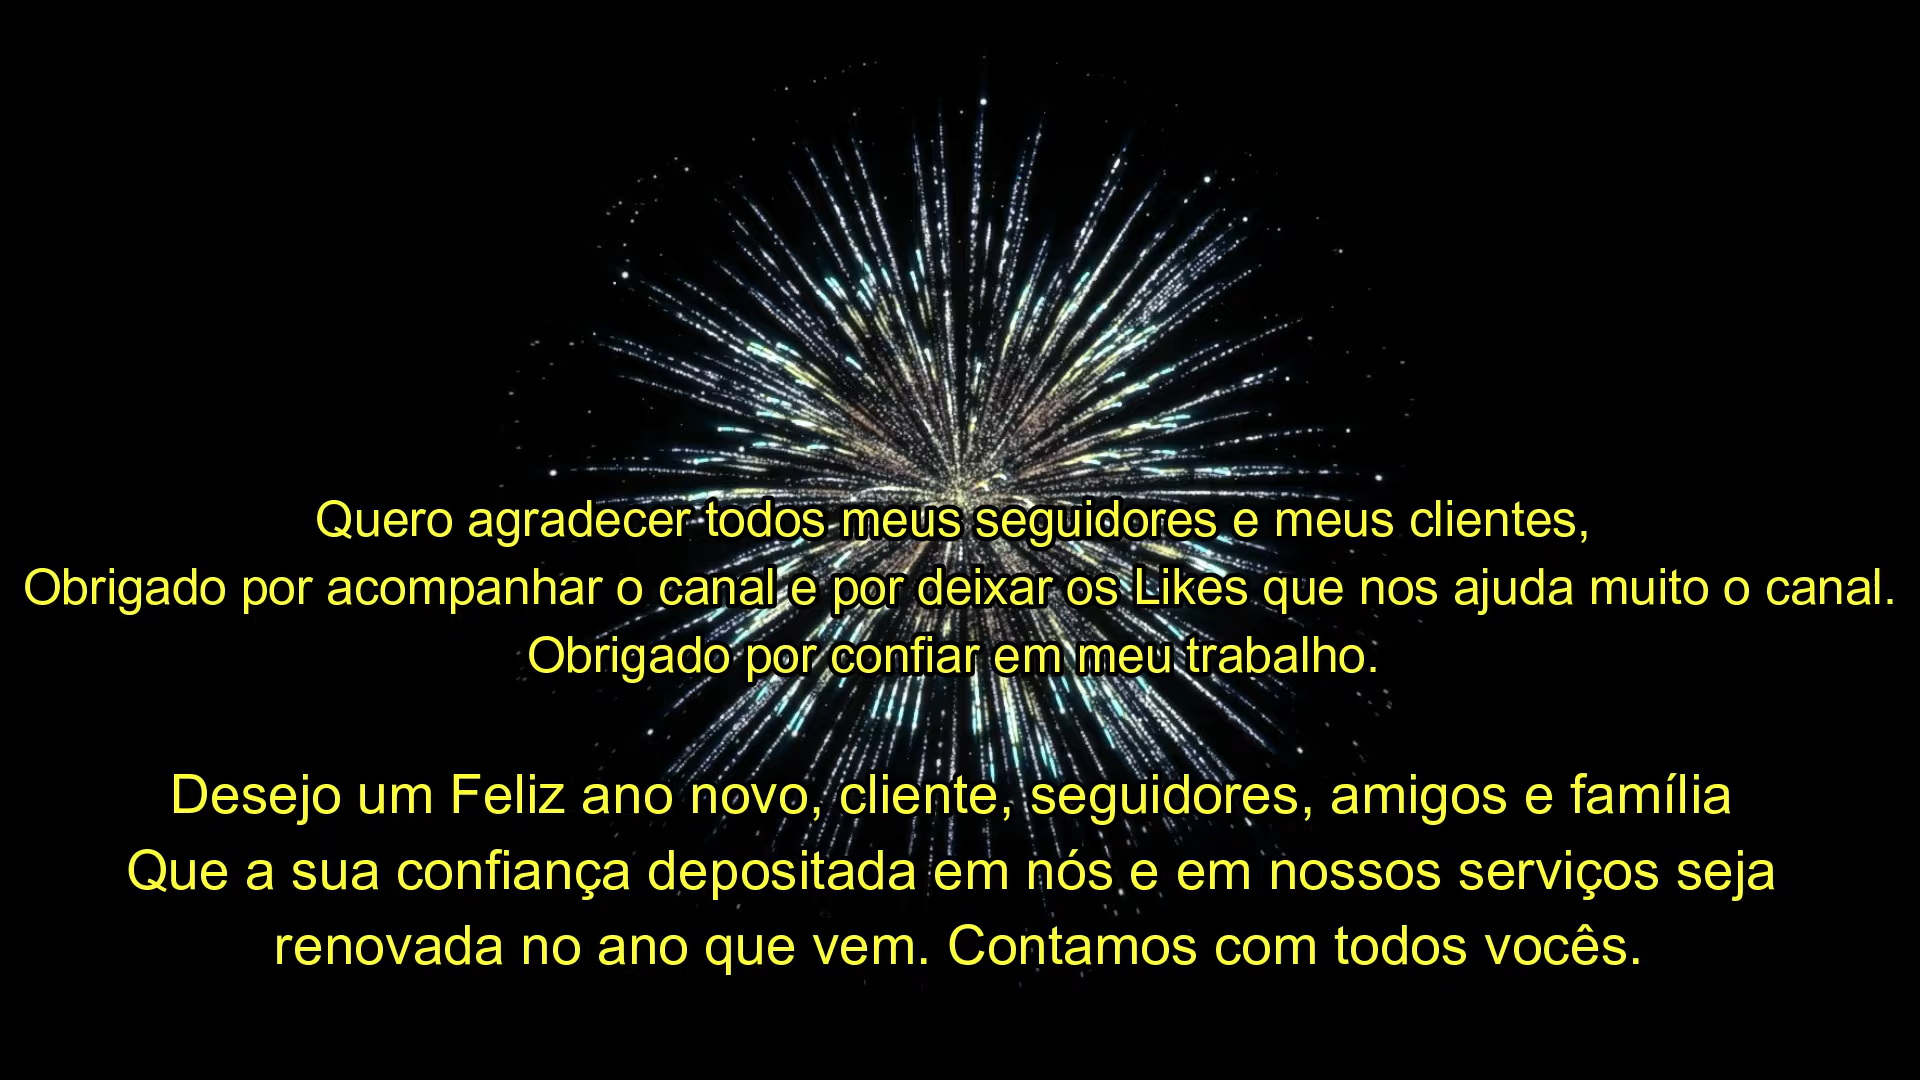 Quero agradecer todos meus seguidores e meus clientes,
Obrigado por acompanhar o canal e por deixar os Likes que nos ajuda muito o canal.
Obrigado por confiar em meu trabalho.
Desejo um Feliz ano novo, cliente, seguidores, amigos e família
Que a sua confiança depositada em nós e em nossos serviços seja
renovada no ano que vem. Contamos com todos vocês.